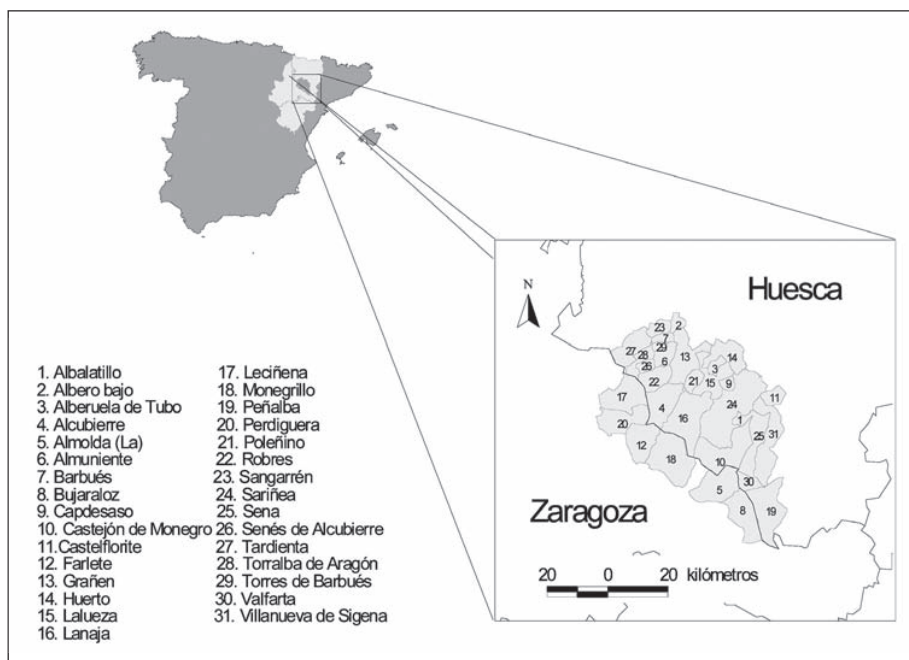 1. Albalatillo
2. Albero bajo
3. Alberuela de Tubo
4. Alcubierre
5. Almolda (La)
6. Almuniente
7. Barbués
8. Bujaraloz
9. Capdesaso
10. Castejón de Monegro
11.Castelflorite
12. Farlete
13. Grañen
14. Huerto
15. Lalueza
16. Lanaja
17. Leciñena
18. Monegrillo
19. Peñalba
20. Perdiguera
21. Poleñino
22. Robres
23. Sangarrén
24. Sariñea
25. Sena
26. Senés de Alcubierre
27. Tardienta
28. Torralba de Aragón
29. Torres de Barbués
30. Valfarta
31. Villanueva de Sigena
Huesca
N
23
2
7
27
28
29
26
6
13
14
3
22
21
15
9
17
11
4
16
24
20
1
25
31
12
18
10
30
5
8
19
Zaragoza
20 0 20 kilómetros